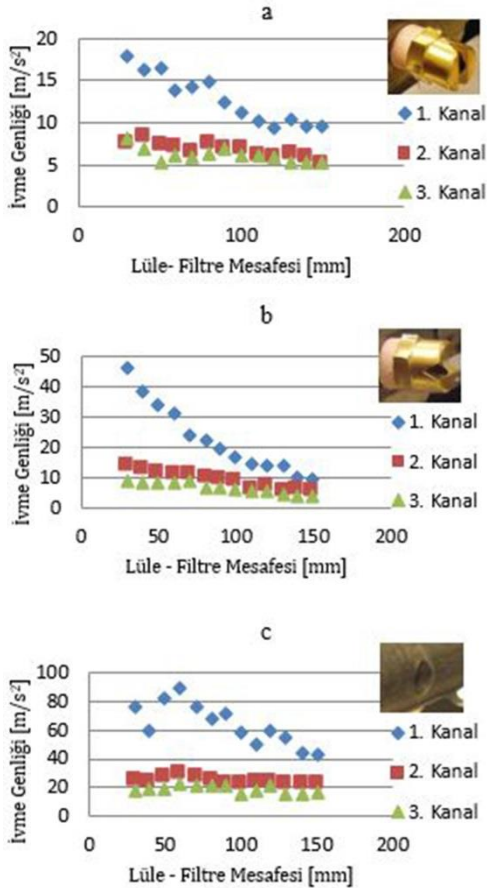 a
İvme Genliği [m/s²]
20
15
10
5
0
0
100
200
Lüle- Filtre Mesafesi [mm]
1. Kanal
2. Kanal
3. Kanal
b
İvme Genliği [m/s²]
50
40
30
20
10
0
0
50
100
150
200
Lüle - Filtre Mesafesi [mm]
1. Kanal
2. Kanal
3. Kanal
c
İvme Genliği [m/s²]
100
80
60
40
20
0
0
50
100
150
200
Lüle - Filtre Mesafesi [mm]
1. Kanal
2. Kanal
3. Kanal